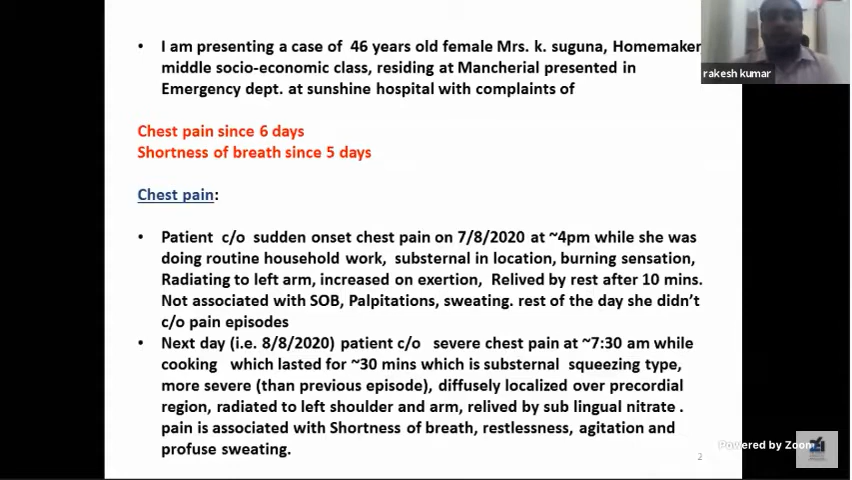 • I am presenting a case of 46 years old female Mrs. k. suguna, Homemaker,
middle socio-economic class, residing at Mancherial presented in
Emergency dept. at sunshine hospital with complaints of
rakesh kumar
Chest pain since 6 days
Shortness of breath since 5 days
Chest pain:
• Patient c/o sudden onset chest pain on 7/8/2020 at ~4pm while she was
doing routine household work, substernal in location, burning sensation,
Radiating to left arm, increased on exertion, Relived by rest after 10 mins.
Not associated with SOB, Palpitations, sweating. rest of the day she didn't
c/o pain episodes
• Next day (i.e. 8/8/2020) patient c/o severe chest pain at ~7:30 am while
cooking which lasted for ~30 mins which is substernal squeezing type,
more severe (than previous episode), diffusely localized over precordial
region, radiated to left shoulder and arm, relived by sub lingual nitrate .
pain is associated with Shortness of breath, restlessness, agitation and
profuse sweating.
Powered by Zoom
2